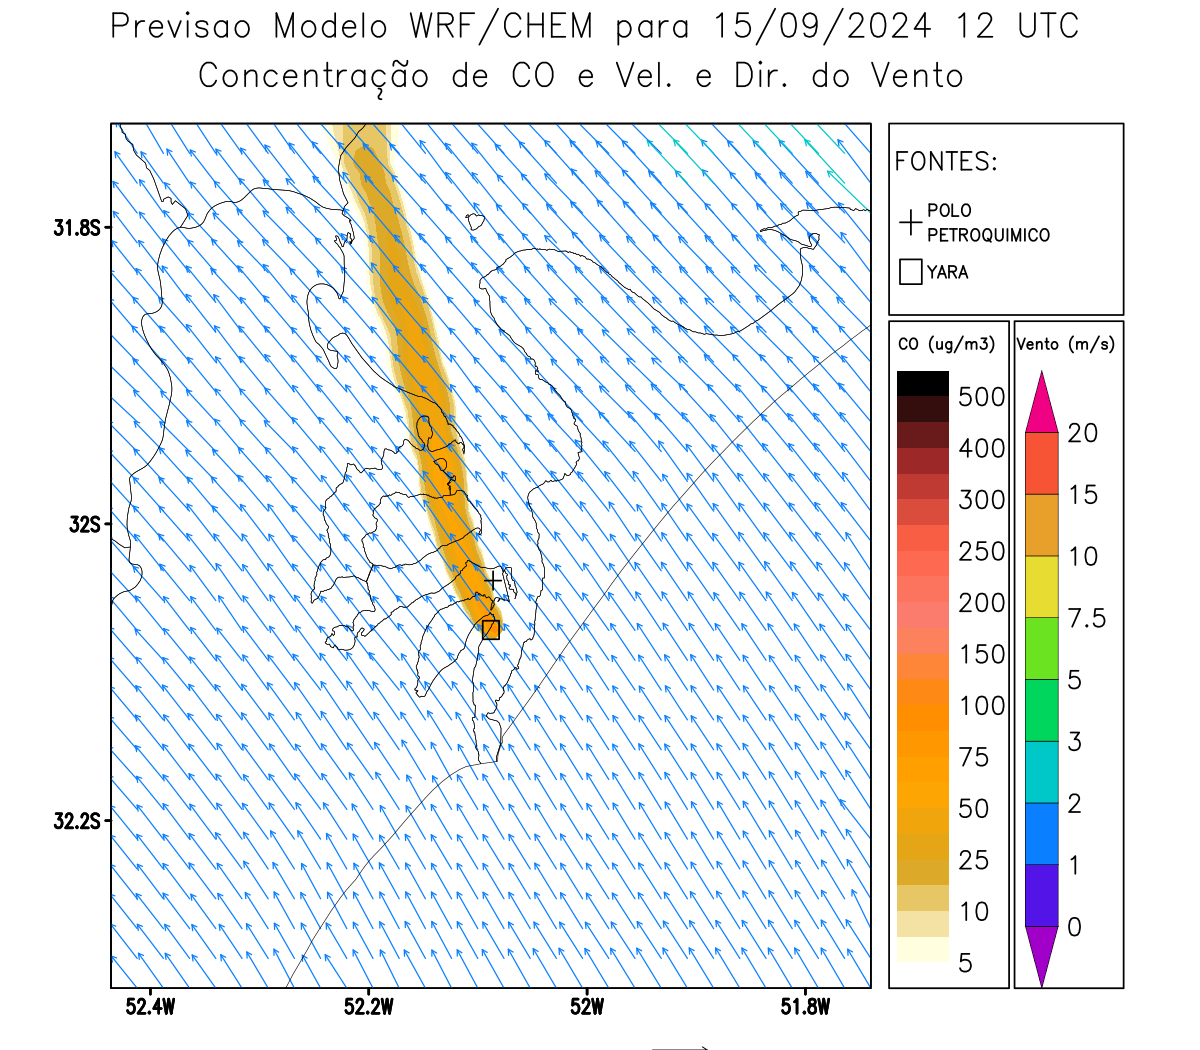 Previsao Modelo WRF/CHEM para 15/09/2024 12 UTC
Concentração de CO e Vel. e Dir. do Vento
FONTES:
POLO
PETROQUIMICO
YARA
CO (ug/m3)
500
400
300
250
200
150
100
75
50
25
10
5
Vento (m/s)
20
15
10
7.5
5
3
2
1
0
31.8S
32S
32.2S
52.4W
52.2W
52W
51.8W